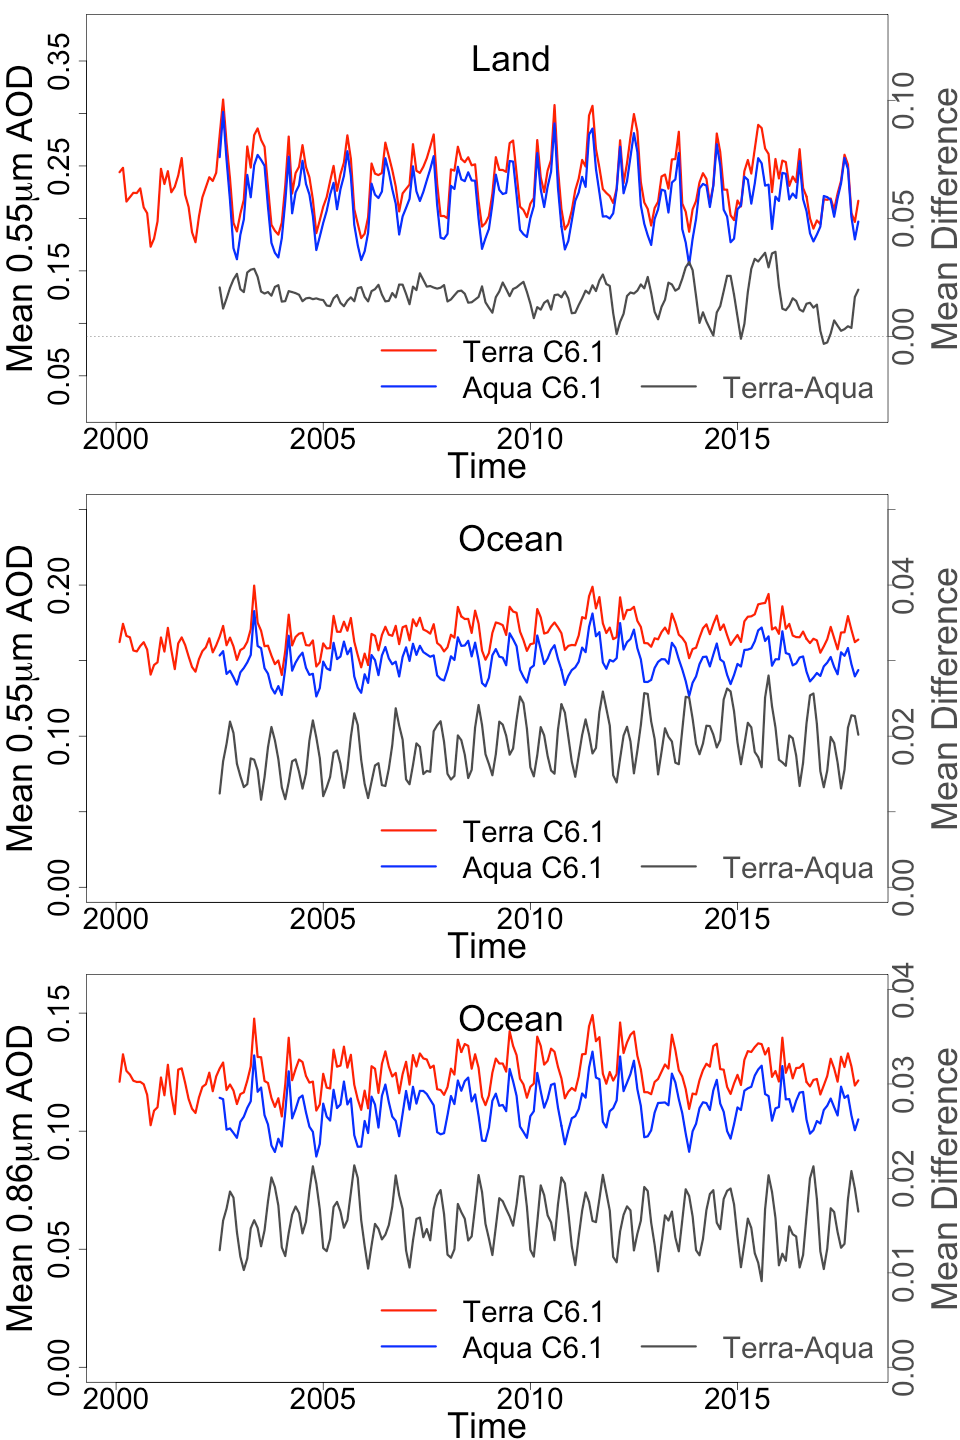 Land
Mean 0.55μm AOD
0.05 0.15 0.25 0.35
0.00 0.05 0.10
Mean Difference
Terra C6.1
Aqua C6.1 Terra-Aqua
2000 2005 2010 2015
Time
Ocean
Mean 0.55μm AOD
0.00 0.10 0.20
0.00 0.02 0.04
Mean Difference
Terra C6.1
Aqua C6.1 Terra-Aqua
2000 2005 2010 2015
Time
Ocean
Mean 0.86μm AOD
0.00 0.05 0.10 0.15
0.00 0.01 0.02 0.03 0.04
Mean Difference
Terra C6.1
Aqua C6.1 Terra-Aqua
2000 2005 2010 2015
Time